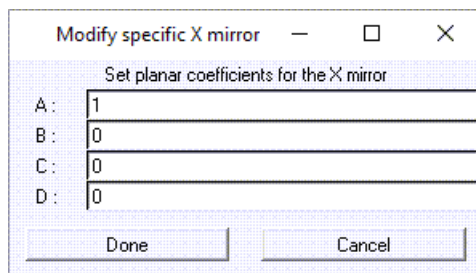 Modify specific X mirror
Set planar coefficients for the X mirror
A : 1
B : 0
C : 0
D : 0
Done Cancel